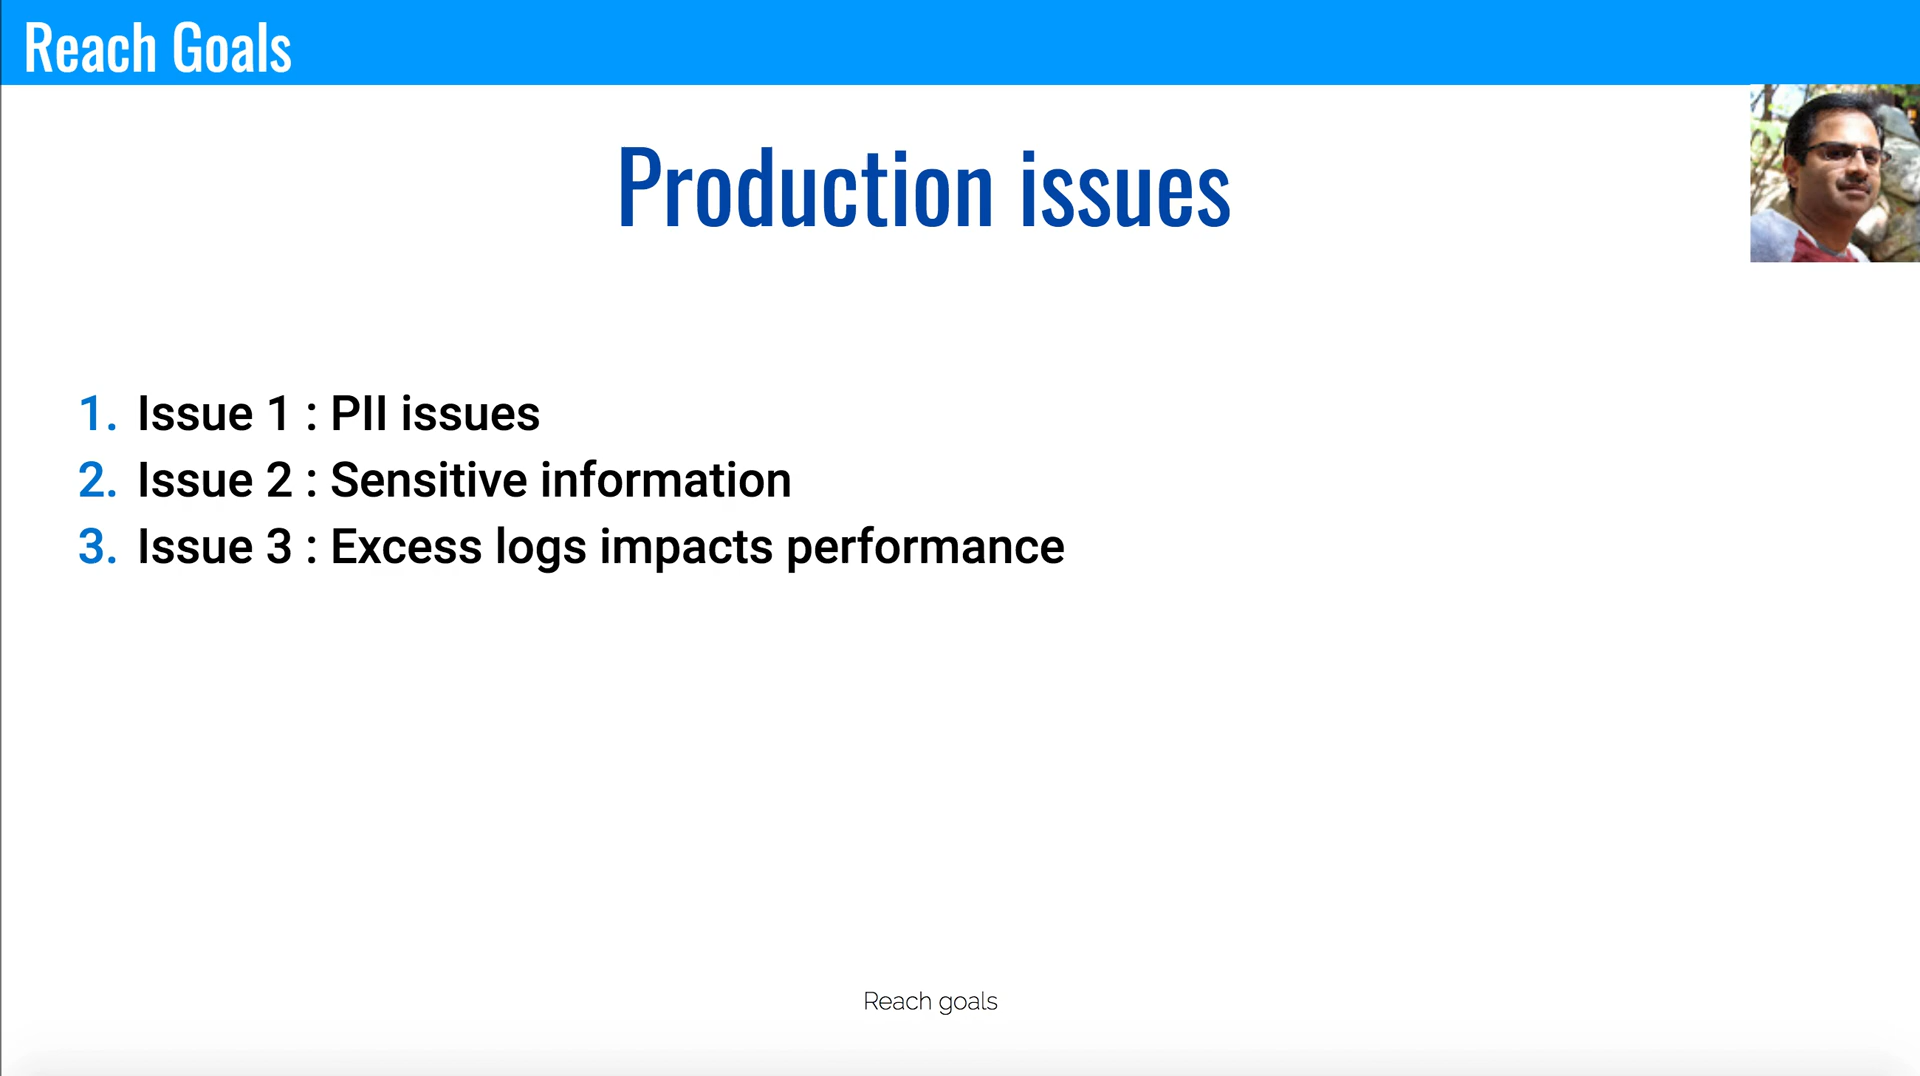 Reach Goals
Production issues
1. Issue 1 : PII issues
2. Issue 2 : Sensitive information
3. Issue 3 : Excess logs impacts performance
Reach goals